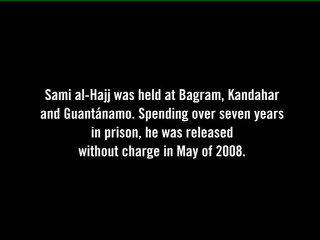 Sami al-Hajj was held at Bagram, Kandahar
and Guantánamo. Spending over seven years
in prison, he was released
without charge in May of 2008.